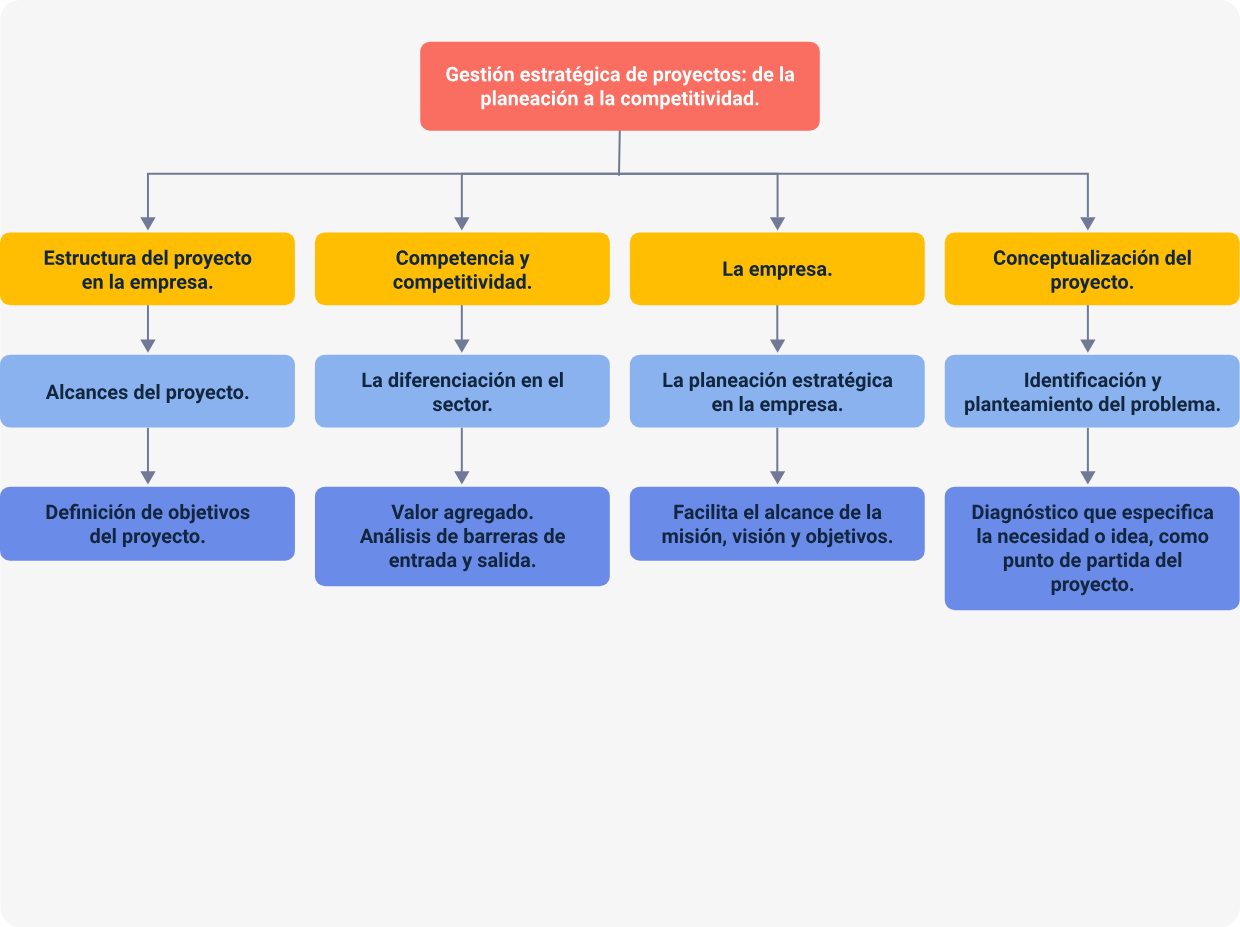 Gestión estratégica de proyectos: de la
planeación a la competitividad.
Estructura del proyecto
en la empresa.
Competencia y
competitividad.
La empresa.
Conceptualización del
proyecto.
Alcances del proyecto.
La diferenciación en el
sector.
La planeación estratégica
en la empresa.
Identificación y
planteamiento del problema.
Definición de objetivos
del proyecto.
Valor agregado.
Análisis de barreras de
entrada y salida.
Facilita el alcance de la
misión, visión y objetivos.
Diagnóstico que especifica
la necesidad o idea, como
punto de partida del
proyecto.